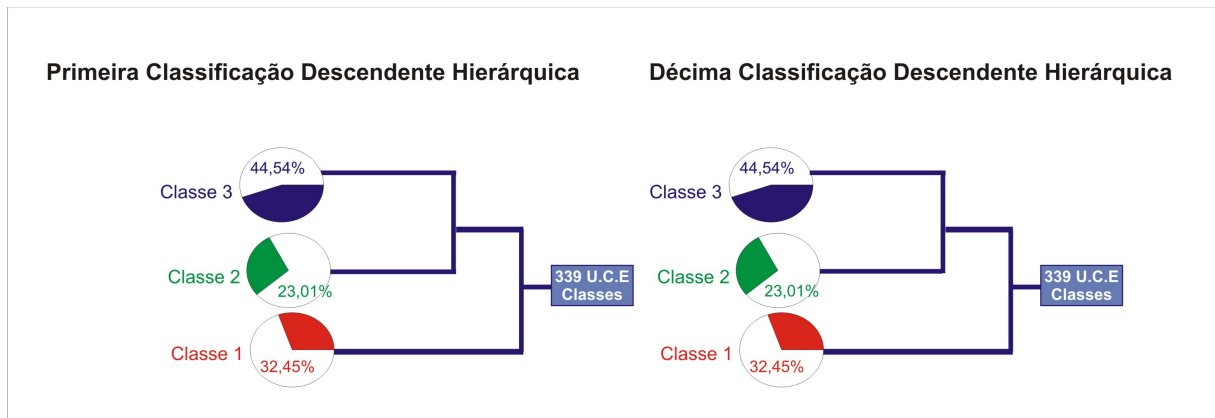 Primeira Classificação Descendente Hierárquica
44,54%
Classe 3
Classe 2
23,01%
339 U.C.E
Classes
Classe 1
32,45%
Décima Classificação Descendente Hierárquica
44,54%
Classe 3
Classe 2
23,01%
339 U.C.E
Classes
Classe 1
32,45%